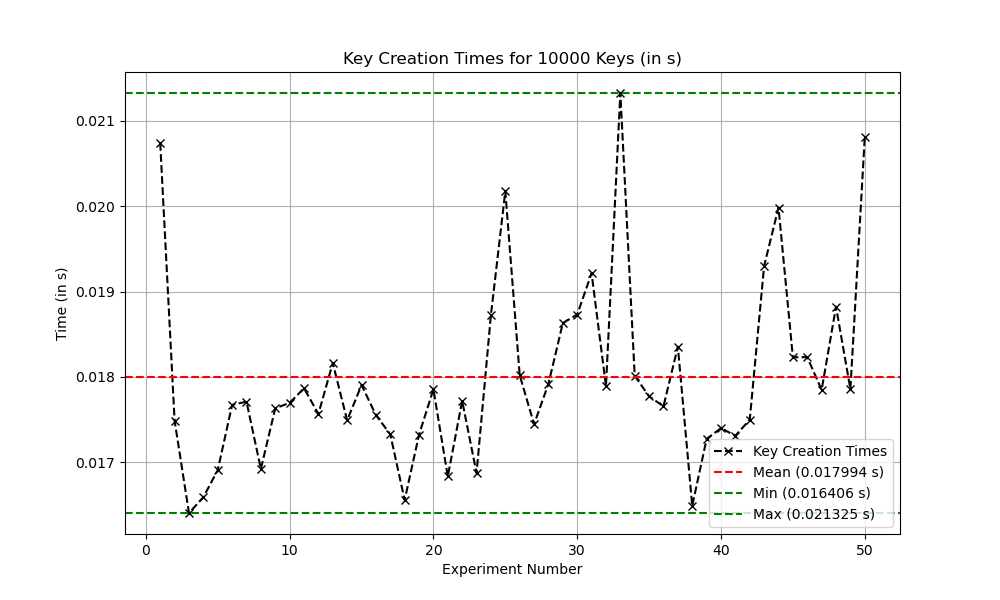 Key Creation Times for 10000 Keys (in s)
Time (in s)
0.021
0.020
0.019
0.018
0.017
Key Creation Times
Mean (0.017994 s)
Min (0.016406 s)
Max (0.021325 s)
0 10 20 30 40 50
Experiment Number